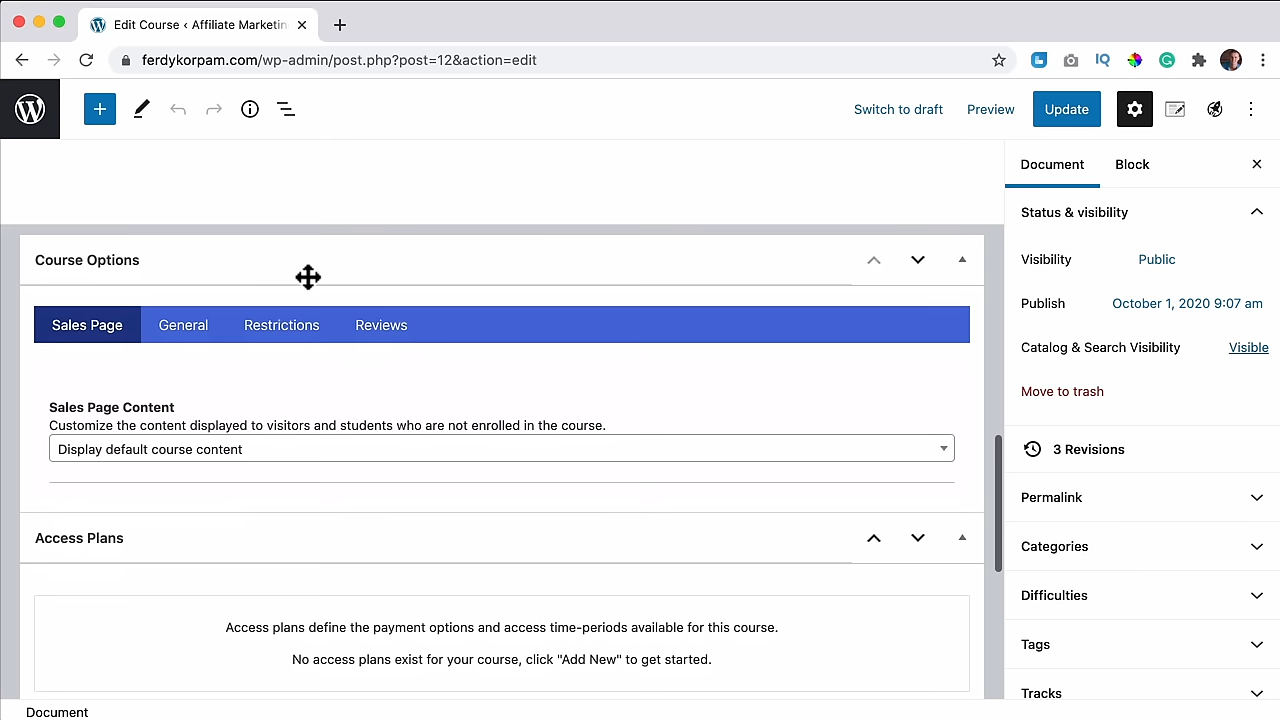 Edit Course ‹ Affiliate Marketin
ferdykorpam.com/wp-admin/post.php?post=12&action=edit
IQ
Switch to draft
Preview
Update
Document
Block
Status & visibility
Visibility
Public
Publish
October 1, 2020 9:07 am
Catalog & Search Visibility
Visible
Move to trash
3 Revisions
Permalink
Categories
Difficulties
Tags
Tracks
Course Options
Sales Page
General
Restrictions
Reviews
Sales Page Content
Customize the content displayed to visitors and students who are not enrolled in the course.
Display default course content
Access Plans
Access plans define the payment options and access time-periods available for this course.
No access plans exist for your course, click "Add New" to get started.
Document